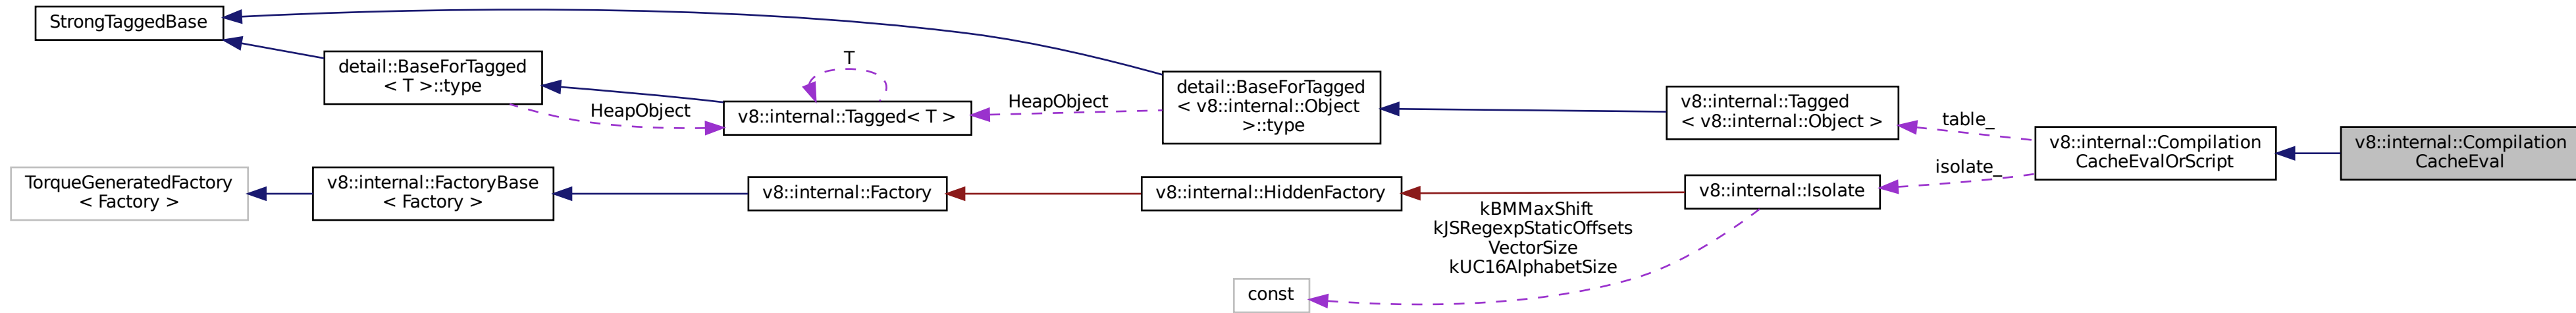 StrongTaggedBase
detail::BaseForTagged
< T >::type
HeapObject
T
v8::internal::Tagged< T >
HeapObject
detail::BaseForTagged
< v8::internal::Object
>::type
v8::internal::Tagged
< v8::internal::Object >
table_
isolate_
v8::internal::Compilation
CacheEvalOrScript
v8::internal::Compilation
CacheEval
TorqueGeneratedFactory
< Factory >
v8::internal::FactoryBase
< Factory >
v8::internal::Factory
v8::internal::HiddenFactory
v8::internal::Isolate
kBMMaxShift
kJSRegexpStaticOffsets
VectorSize
kUC16AlphabetSize
const